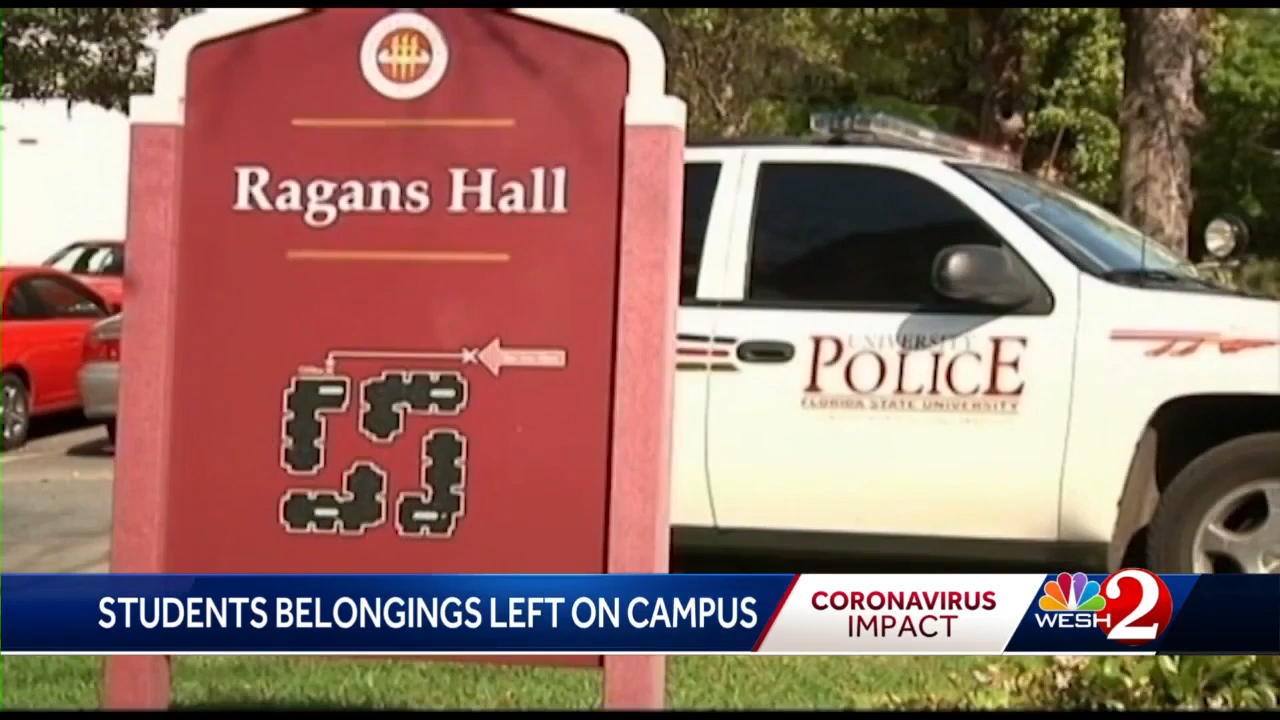 Ragans Hall
UNIVERSITY
POLICE
FLORIDA STATE UNIVERSITY
STUDENTS BELONGINGS LEFT ON CAMPUS
CORONAVIRUS
IMPACT
WESH 2